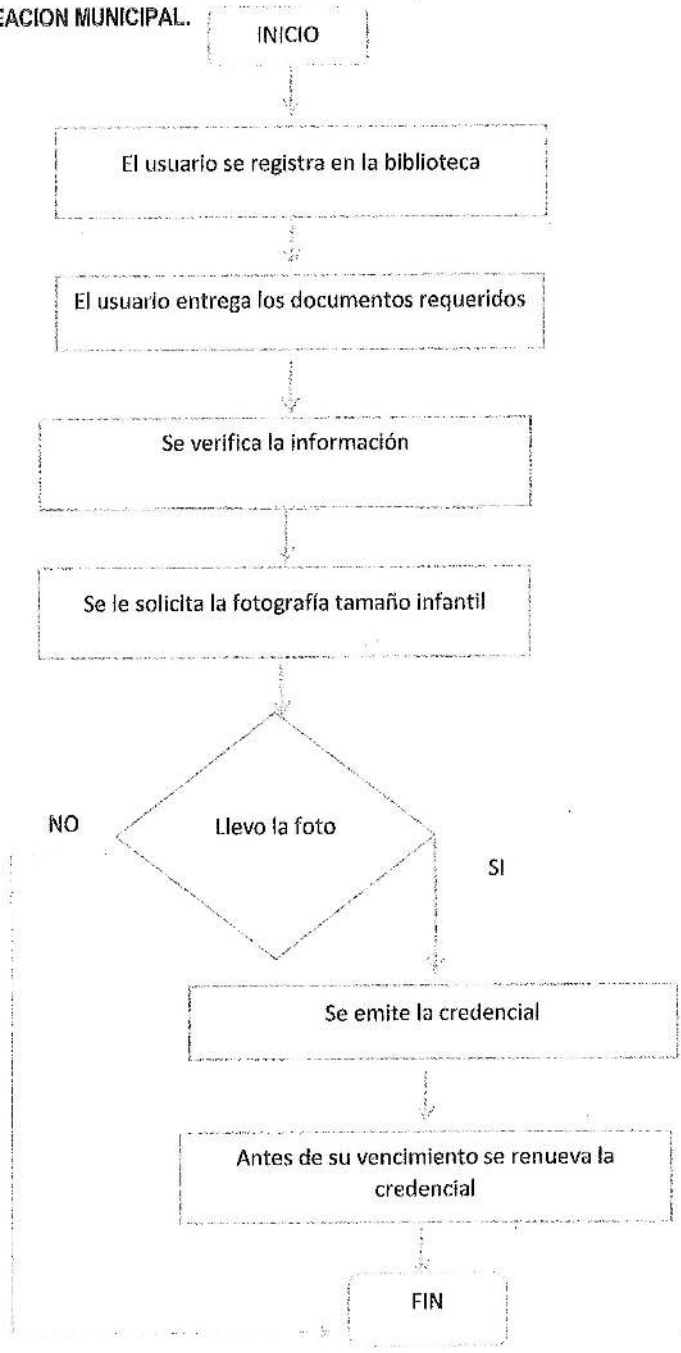 MUNICIPAL.
INICIO
El usuario se registra en la biblioteca
El usuario entrega los documentos requeridos
Se verifica la información
Se le solicita la fotografía tamaño infantil
Llevo la foto
NO
SI
Se emite la credencial
Antes de su vencimiento se renueva la
credencial
FIN